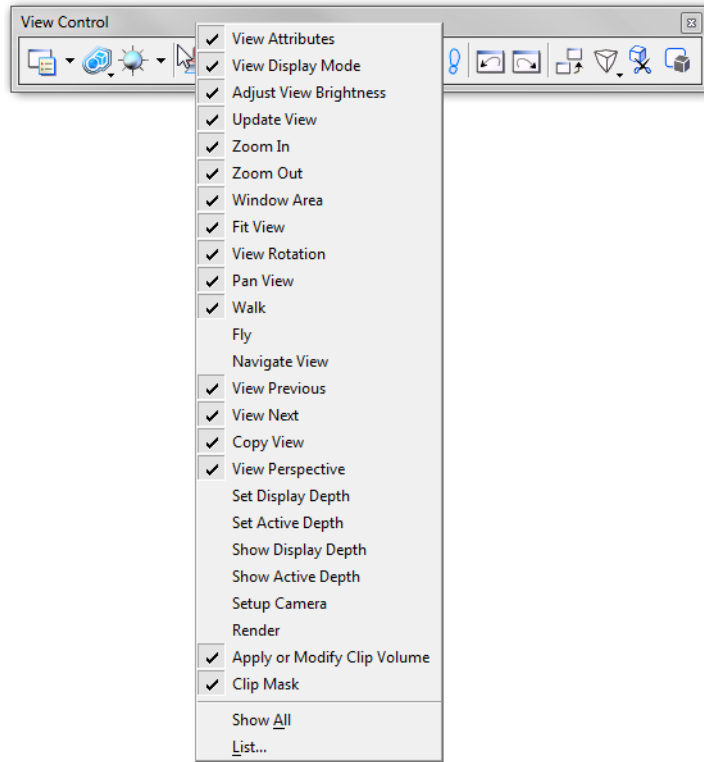 View Control
View Attributes
View Display Mode
Adjust View Brightness
Update View
Zoom In
Zoom Out
Window Area
Fit View
View Rotation
Pan View
Walk
Fly
Navigate View
View Previous
View Next
Copy View
View Perspective
Set Display Depth
Set Active Depth
Show Display Depth
Show Active Depth
Setup Camera
Render
Apply or Modify Clip Volume
Clip Mask
Show All
List...